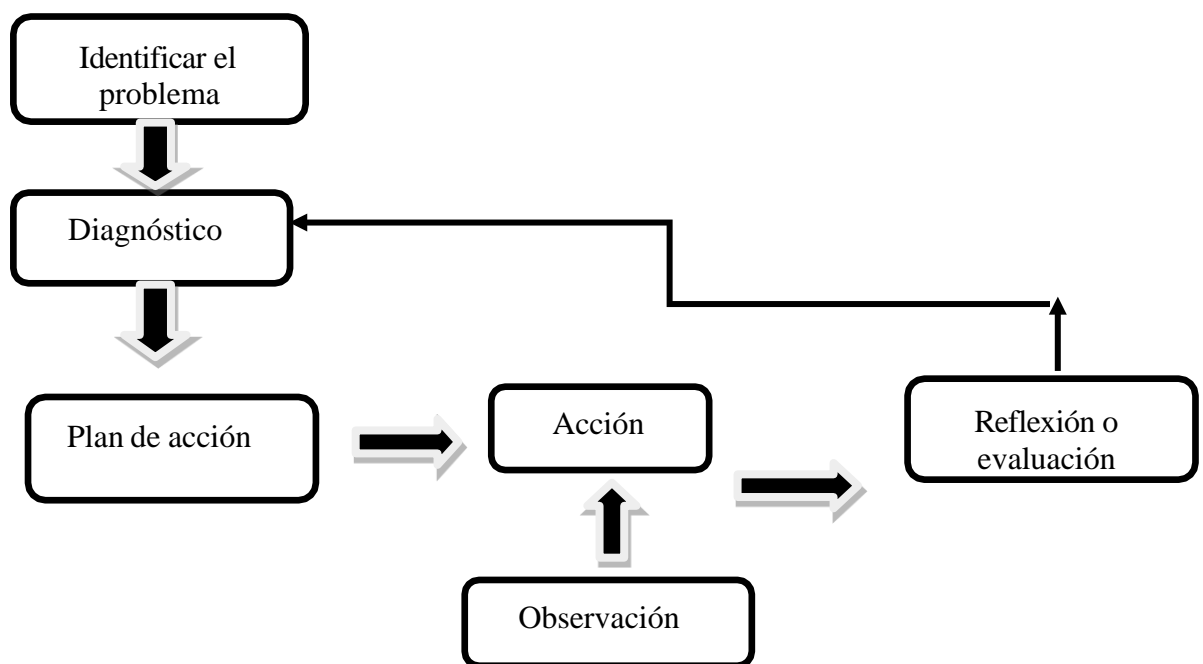 Identificar el
problema
Diagnóstico
Plan de acción
Acción
Reflexión o
evaluación
Observación